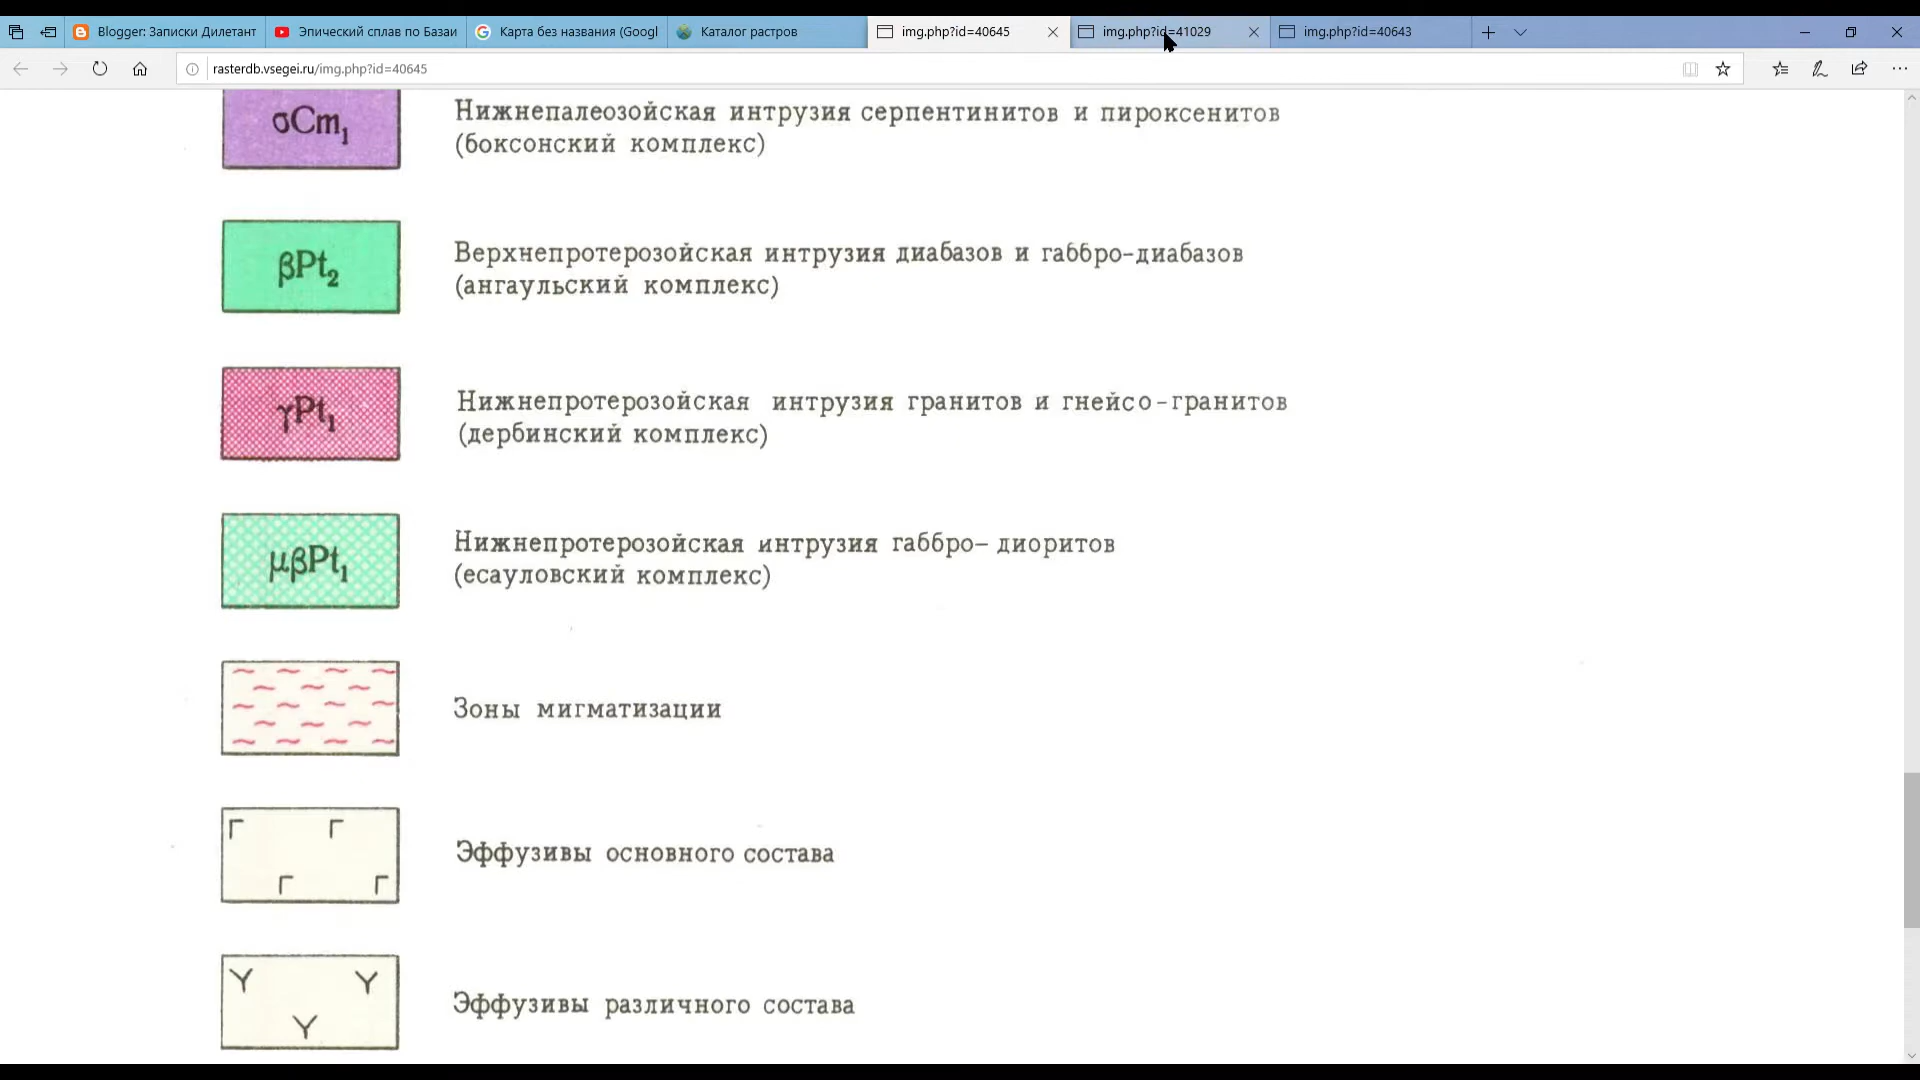 Blogger: Записки Дилетант
Эпический сплав по Базаи
Карта без названия (Googl
Каталог растров
img.php?id=40645
img.php?id=41029
img.php?id=40643
rasterdb.vsegei.ru/img.php?id=40645
σCm1
Нижнепалеозойская интрузия серпентинитов и пироксенитов
(боксонский комплекс)
βPt2
Верхнепротерозойская интрузия диабазов и габбро-диабазов
(ангаульский комплекс)
γPt1
Нижнепротерозойская интрузия гранитов и гнейсо-гранитов
(дербинский комплекс)
μβPt1
Нижнепротерозойская интрузия габбро-диоритов
(есауловский комплекс)
Зоны мигматизации
Г Г
Г Г
Эффузивы основного состава
Y Y
Y
Эффузивы различного состава